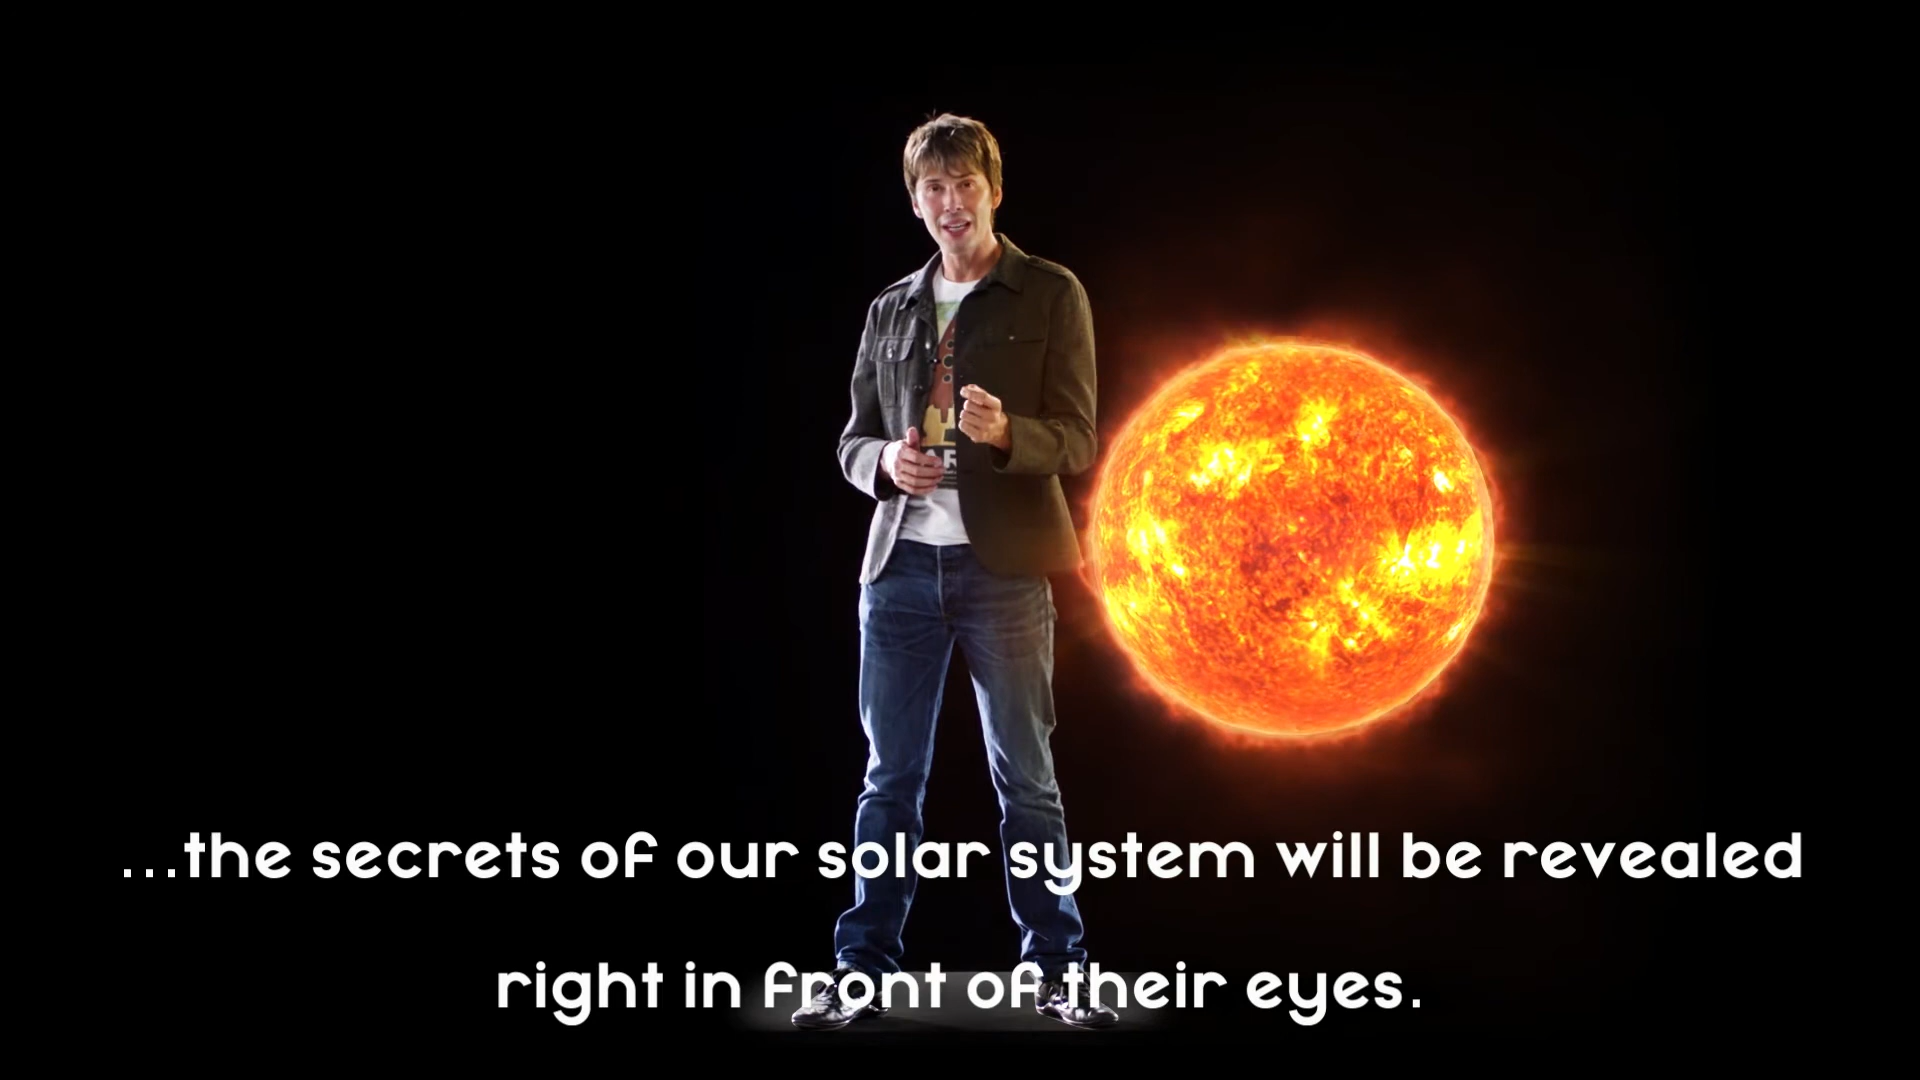 ...the secrets of our solar system will be revealed
right in front of their eyes.